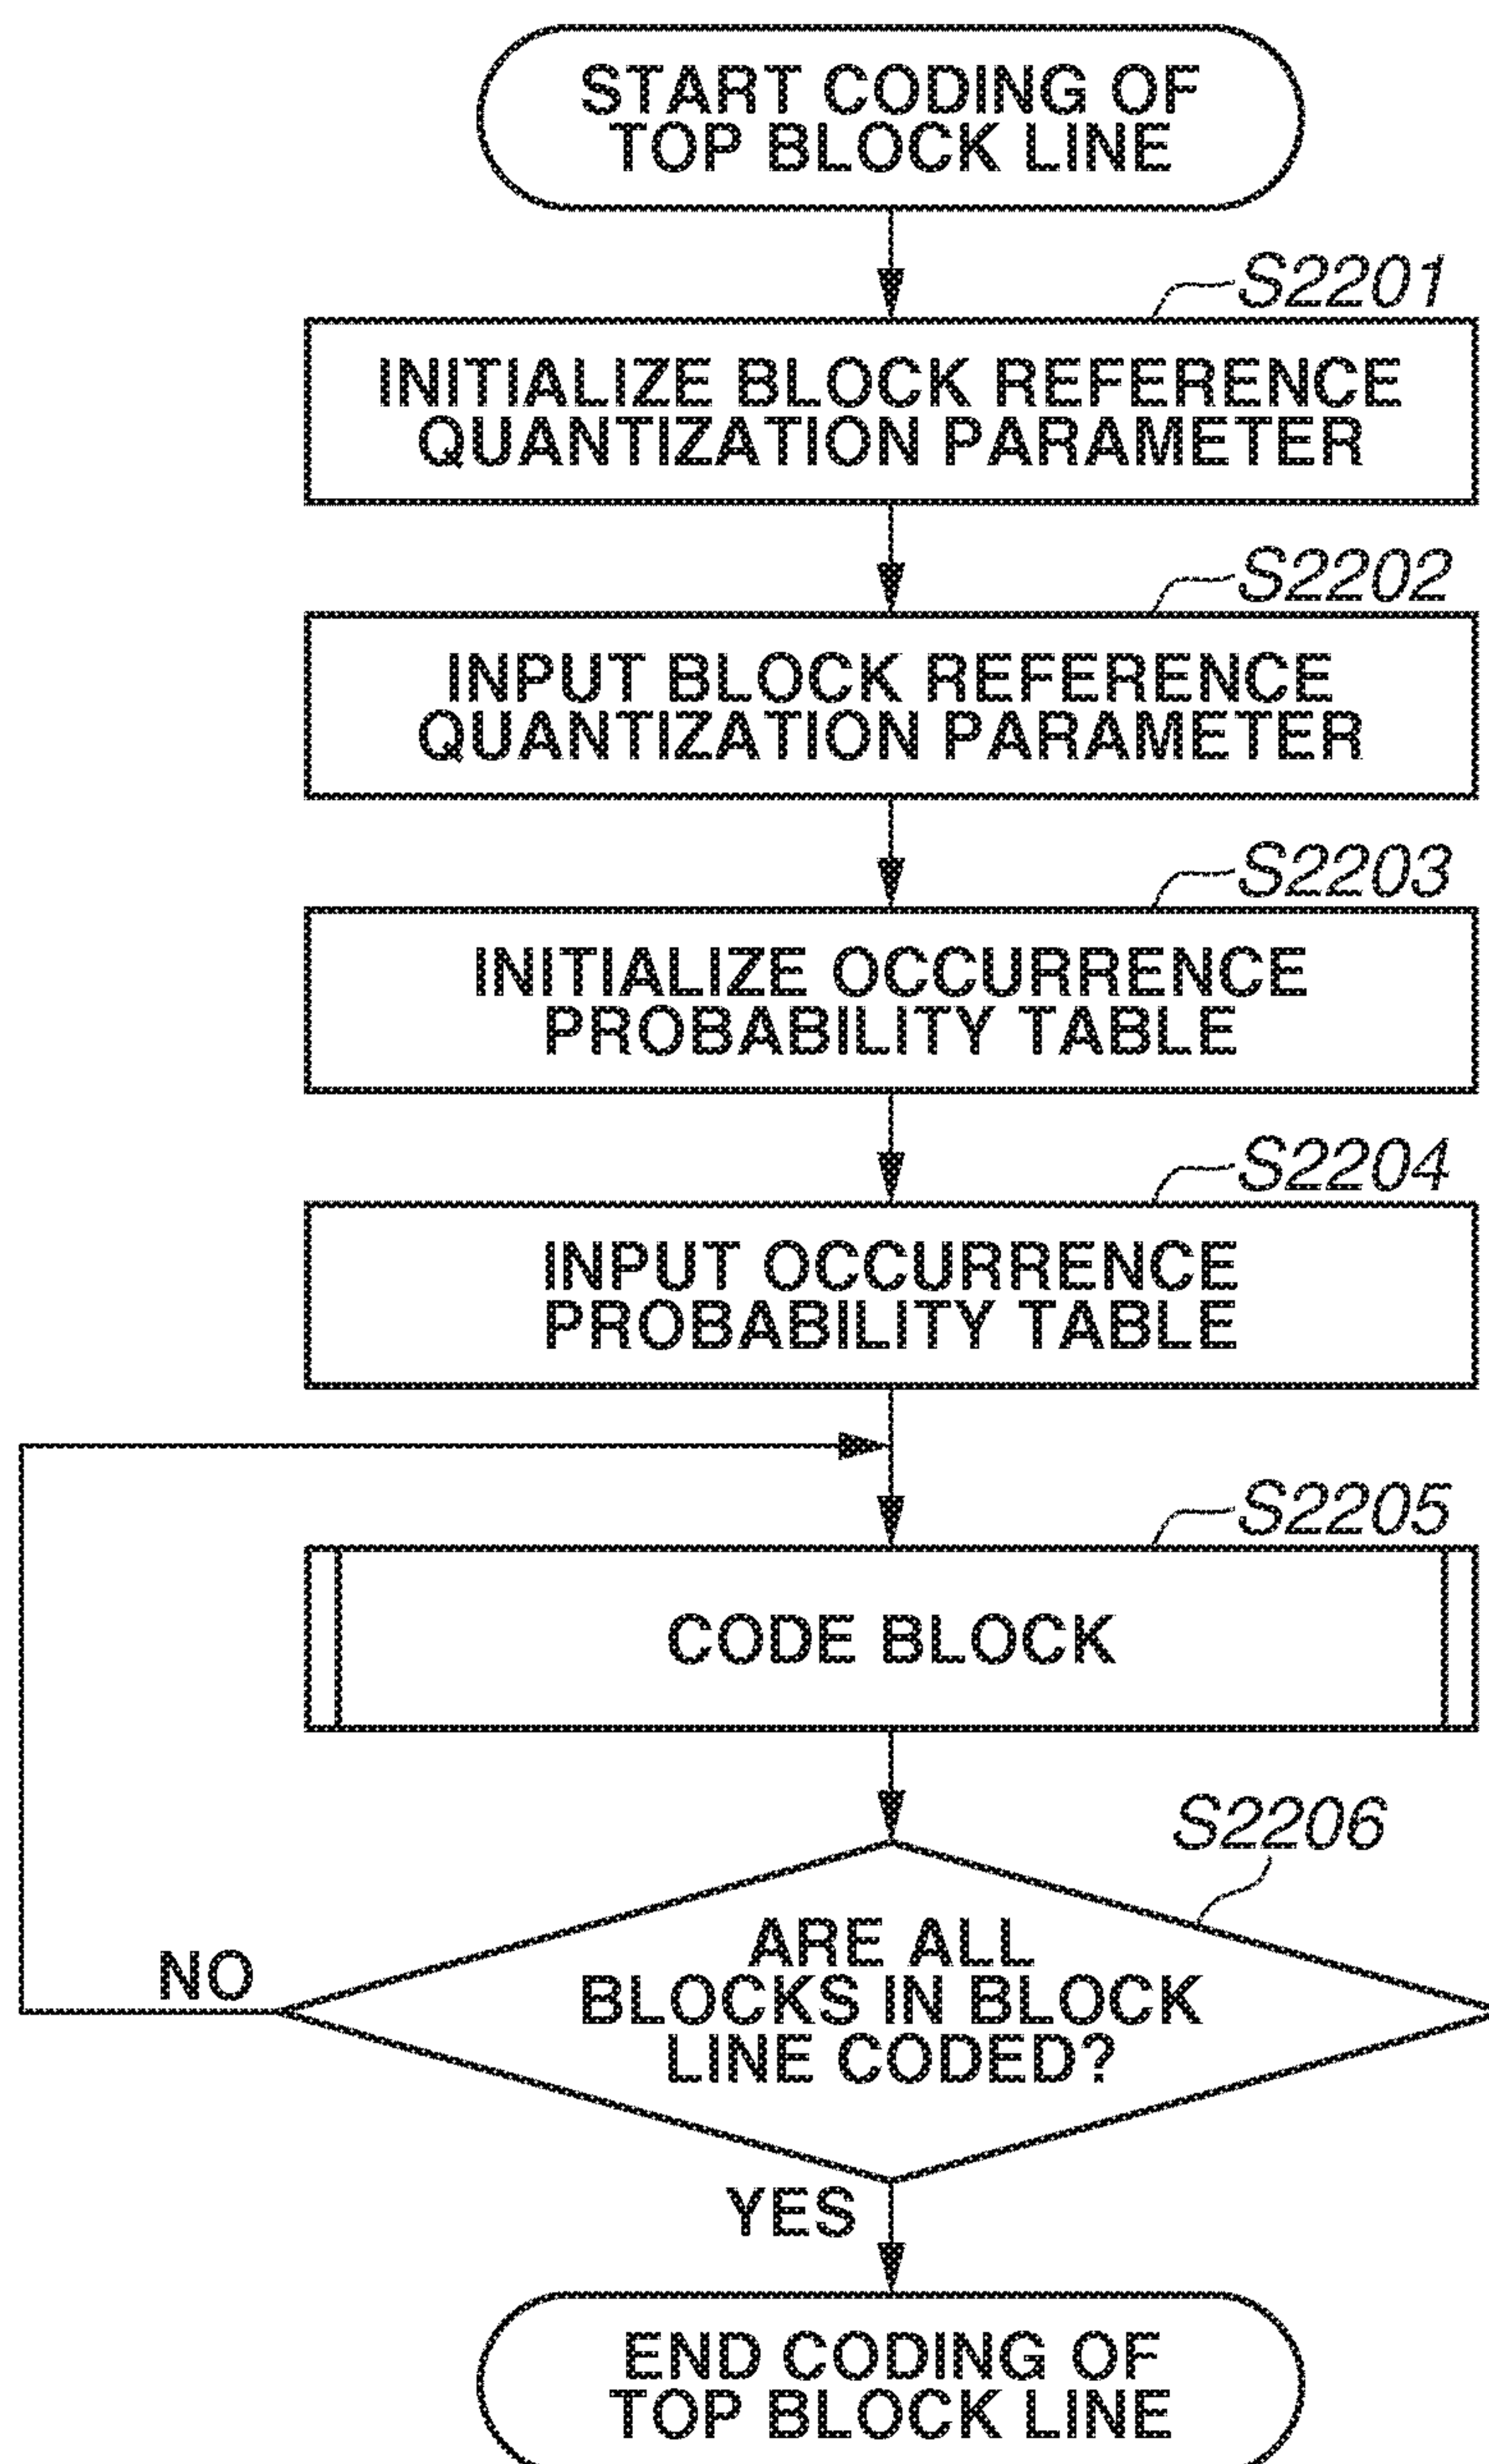 START CODING OF
TOP BLOCK LINE
S2201
INITIALIZE BLOCK REFERENCE
QUANTIZATION PARAMETER
S2202
INPUT BLOCK REFERENCE
QUANTIZATION PARAMETER
S2203
INITIALIZE OCCURRENCE
PROBABILITY TABLE
S2204
INPUT OCCURRENCE
PROBABILITY TABLE
S2205
CODE BLOCK
S2206
ARE ALL
BLOCKS IN BLOCK
LINE CODED?
NO
YES
END CODING OF
TOP BLOCK LINE